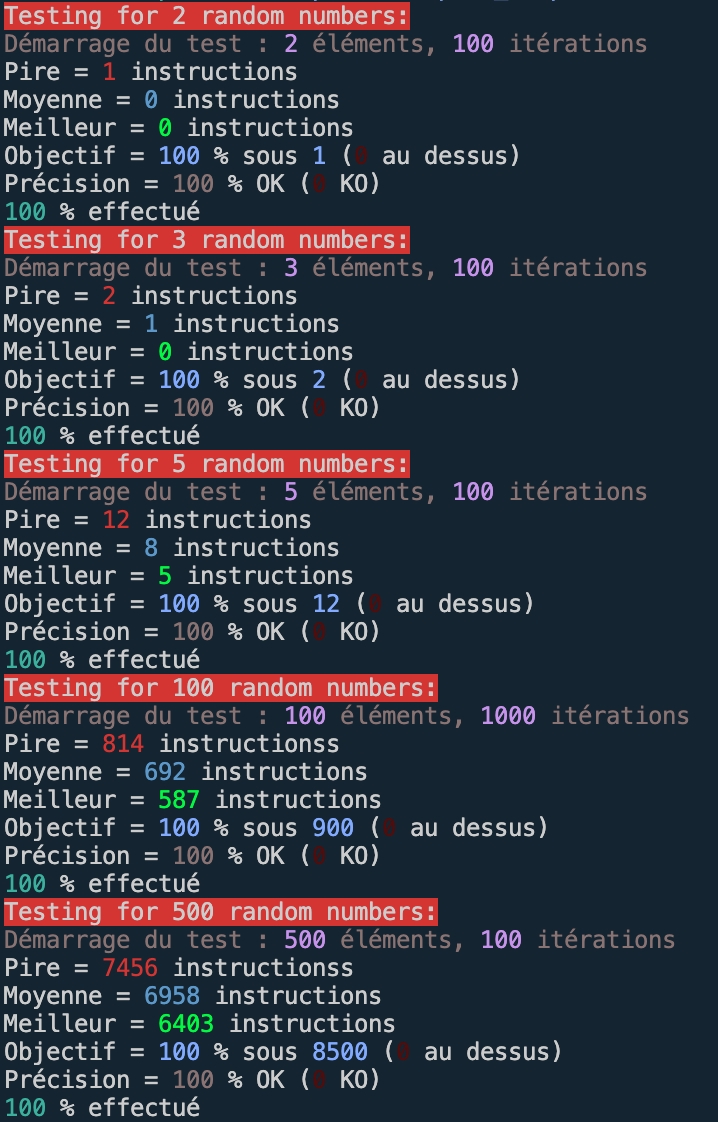 Testing for 2 random numbers:
Démarrage du test : 2 éléments, 100 itérations
Pire = 1 instructions
Moyenne = 0 instructions
Meilleur = 0 instructions
Objectif = 100 % sous 1 (0 au dessus)
Précision = 100 % OK (0 KO)
100 % effectué
Testing for 3 random numbers:
Démarrage du test : 3 éléments, 100 itérations
Pire = 2 instructions
Moyenne = 1 instructions
Meilleur = 0 instructions
Objectif = 100 % sous 2 (0 au dessus)
Précision = 100 % OK (0 KO)
100 % effectué
Testing for 5 random numbers:
Démarrage du test : 5 éléments, 100 itérations
Pire = 12 instructions
Moyenne = 8 instructions
Meilleur = 5 instructions
Objectif = 100 % sous 12 (0 au dessus)
Précision = 100 % OK (0 KO)
100 % effectué
Testing for 100 random numbers:
Démarrage du test : 100 éléments, 1000 itérations
Pire = 814 instructionss
Moyenne = 692 instructions
Meilleur = 587 instructions
Objectif = 100 % sous 900 (0 au dessus)
Précision = 100 % OK (0 KO)
100 % effectué
Testing for 500 random numbers:
Démarrage du test : 500 éléments, 100 itérations
Pire = 7456 instructionss
Moyenne = 6958 instructions
Meilleur = 6403 instructions
Objectif = 100 % sous 8500 (0 au dessus)
Précision = 100 % OK (0 KO)
100 % effectué